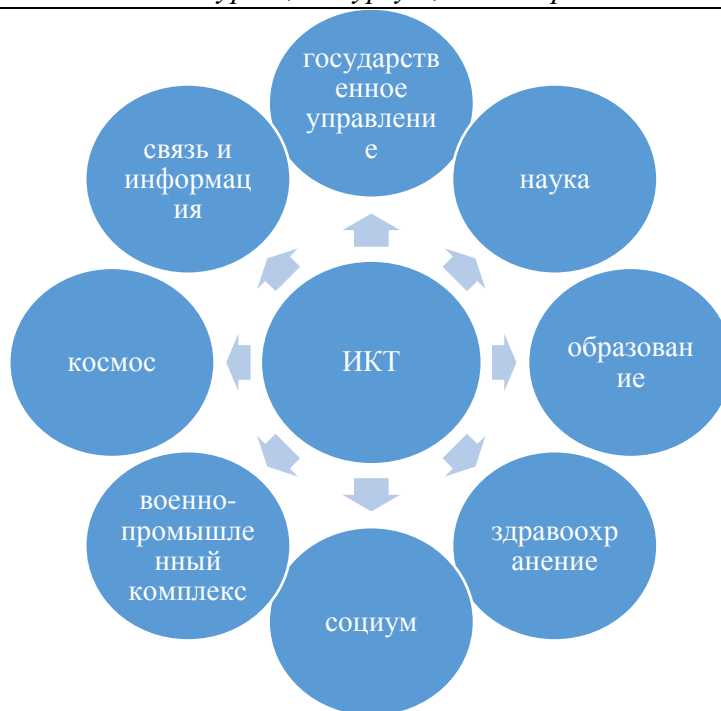 государств
енное
управлени
е
наука
образован
ие
здравоохр
анение
социум
военно-
промышле
нный
комплекс
космос
связь и
информац
ия
ИКТ